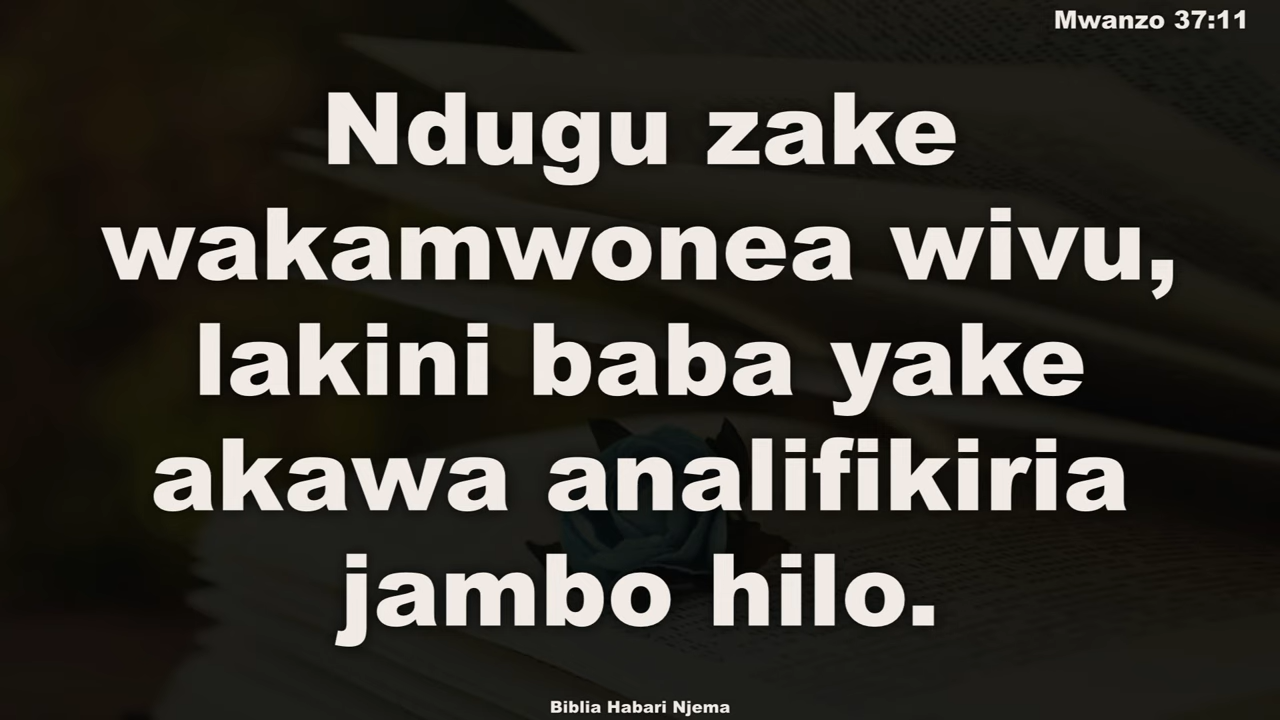 Mwanzo 37:11
Ndugu zake
wakamwonea wivu,
lakini baba yake
akawa analifikiria
jambo hilo.
Biblia Habari Njema